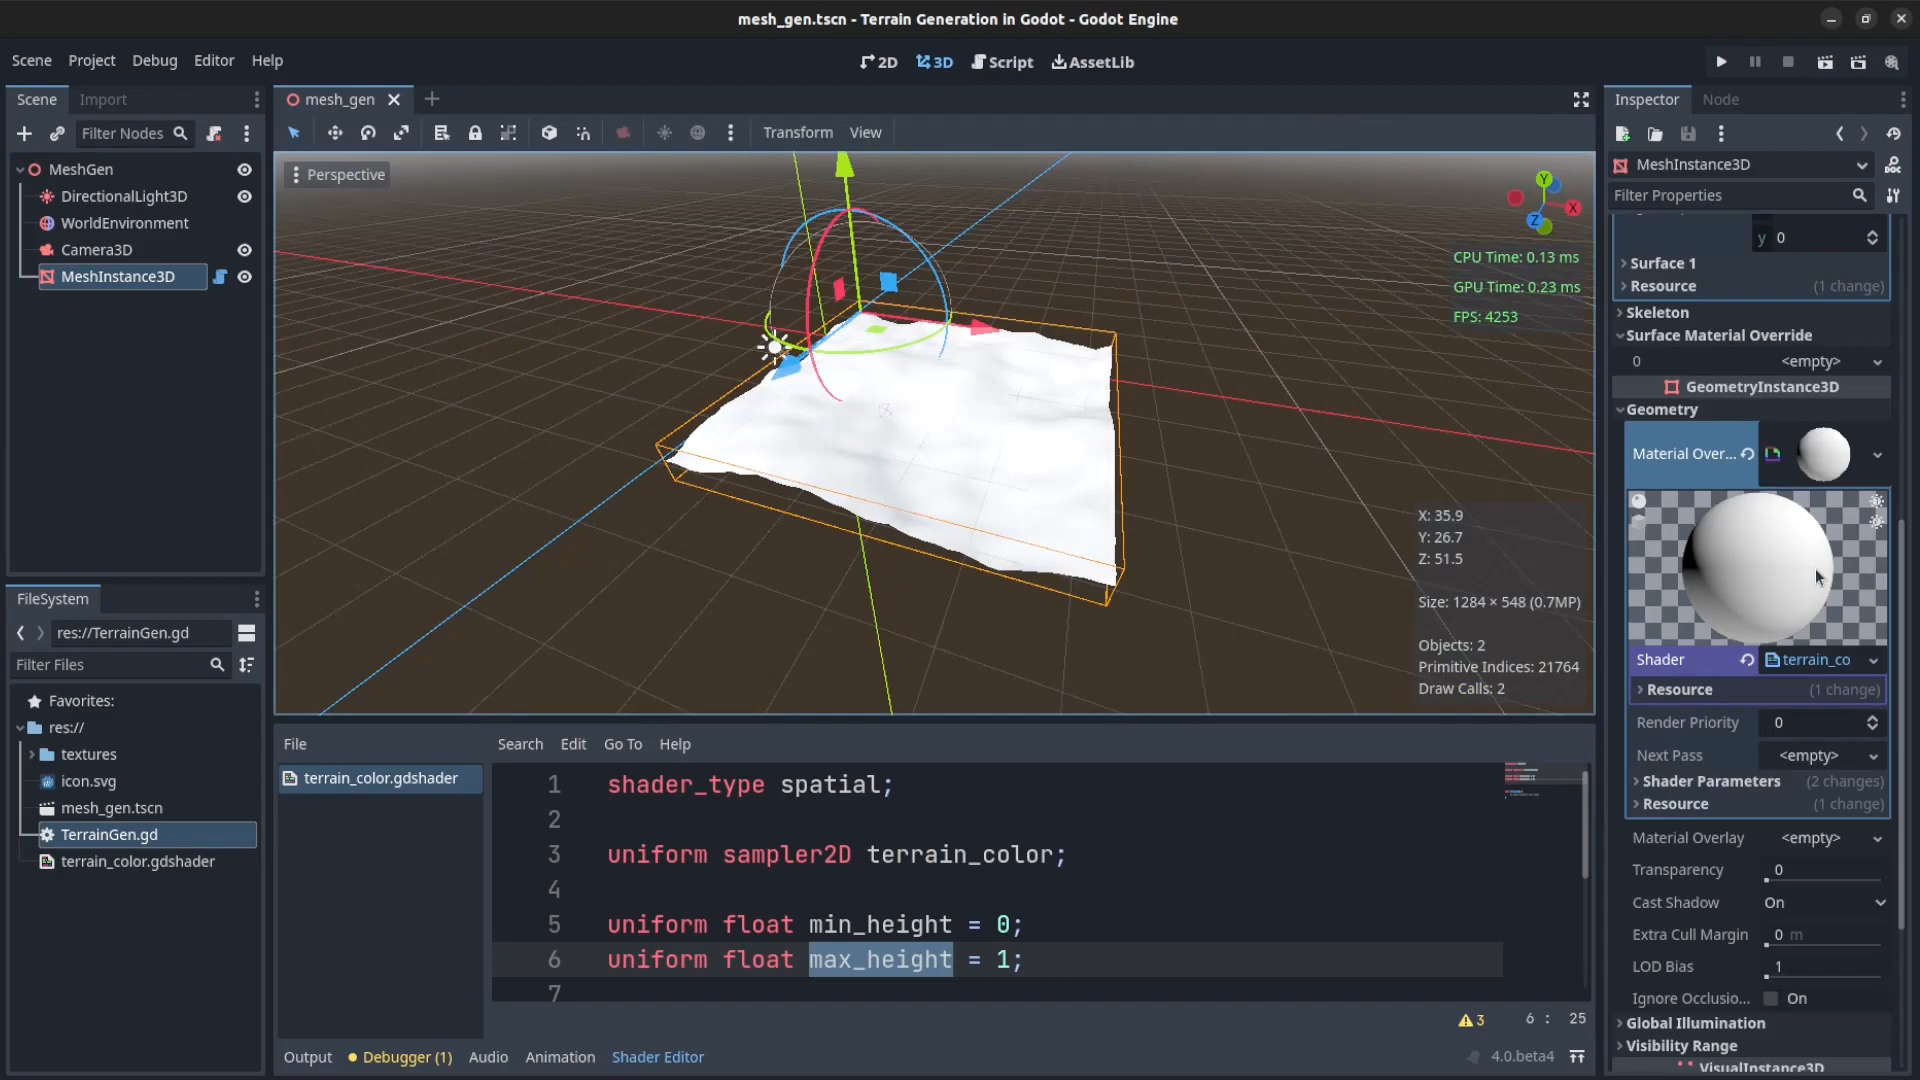 mesh_gen.tscn - Terrain Generation in Godot - Godot Engine
Scene Project Debug Editor Help
2D 3D Script AssetLib
Scene Import
Filter Nodes
MeshGen
DirectionalLight3D
WorldEnvironment
Camera3D
MeshInstance3D
FileSystem
res://TerrainGen.gd
Filter Files
Favorites:
res://
textures
icon.svg
mesh_gen.tscn
TerrainGen.gd
terrain_color.gdshader
mesh_gen
Transform View
Perspective
Y
X
Z
CPU Time: 0.13 ms
GPU Time: 0.23 ms
FPS: 4253
X: 35.9
Y: 26.7
Z: 51.5
Size: 1284 × 548 (0.7MP)
Objects: 2
Primitive Indices: 21764
Draw Calls: 2
File Search Edit Go To Help
terrain_color.gdshader
1 shader_type spatial;
2
3 uniform sampler2D terrain_color;
4
5 uniform float min_height = 0;
6 uniform float max_height = 1;
7
3 6 : 25
Output Debugger (1) Audio Animation Shader Editor 4.0.beta4
Inspector Node
MeshInstance3D
Filter Properties
y 0
Surface 1
Resource (1 change)
Skeleton
Surface Material Override
0 <empty>
GeometryInstance3D
Geometry
Material Over...
Shader terrain_co
Resource (1 change)
Render Priority 0
Next Pass <empty>
Shader Parameters (2 changes)
Resource (1 change)
Material Overlay <empty>
Transparency 0
Cast Shadow On
Extra Cull Margin 0 m
LOD Bias 1
Ignore Occlusio... On
Global Illumination
Visibility Range
VisualInstance3D